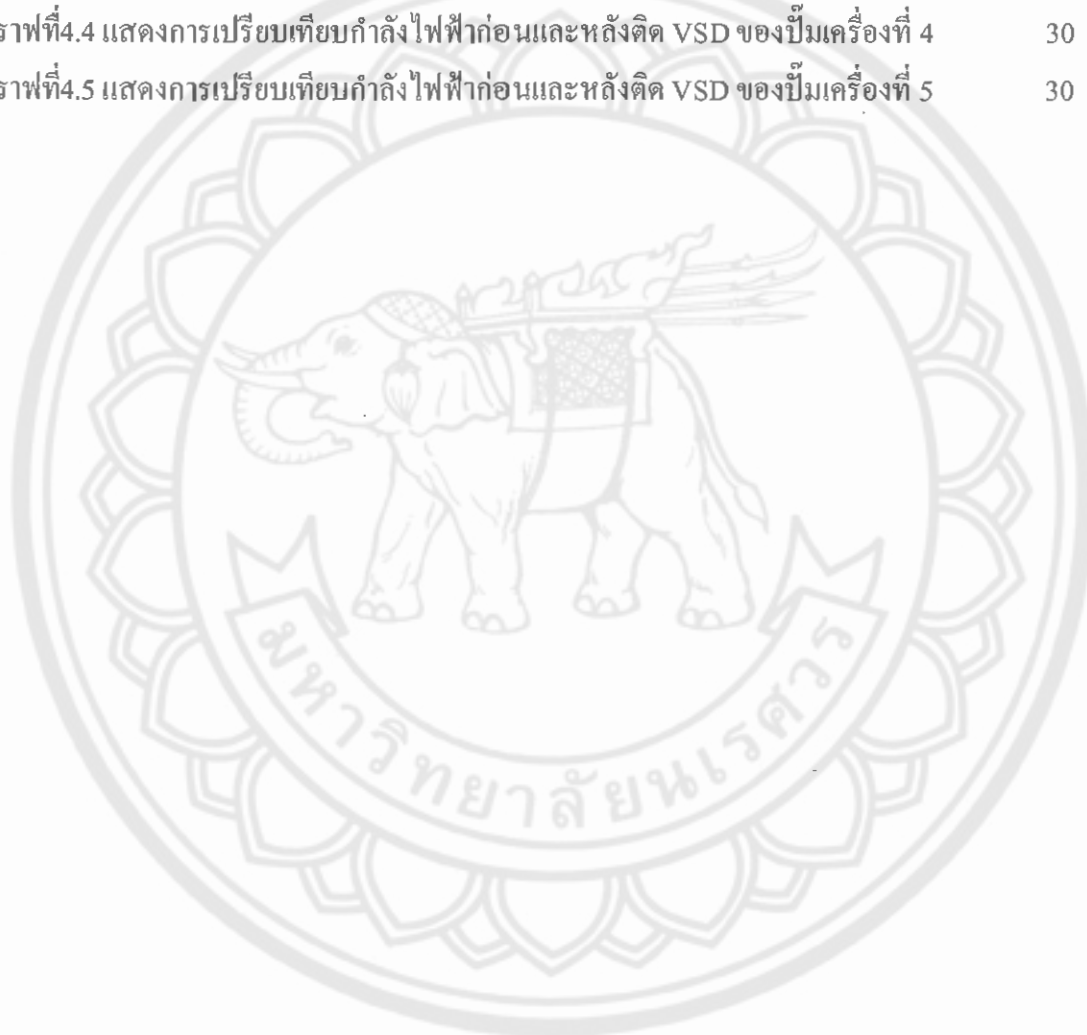 ราฟที่4.4 แสดงการเปรียบเทียบกำลังไฟฟ้าก่อนและหลังติด VSD ของปั๊มเครื่องที่ 4 30
ราฟที่4.5 แสดงการเปรียบเทียบกำลังไฟฟ้าก่อนและหลังติด VSD ของปั๊มเครื่องที่ 5 30
มหาวิทยาลัยนเรศวร